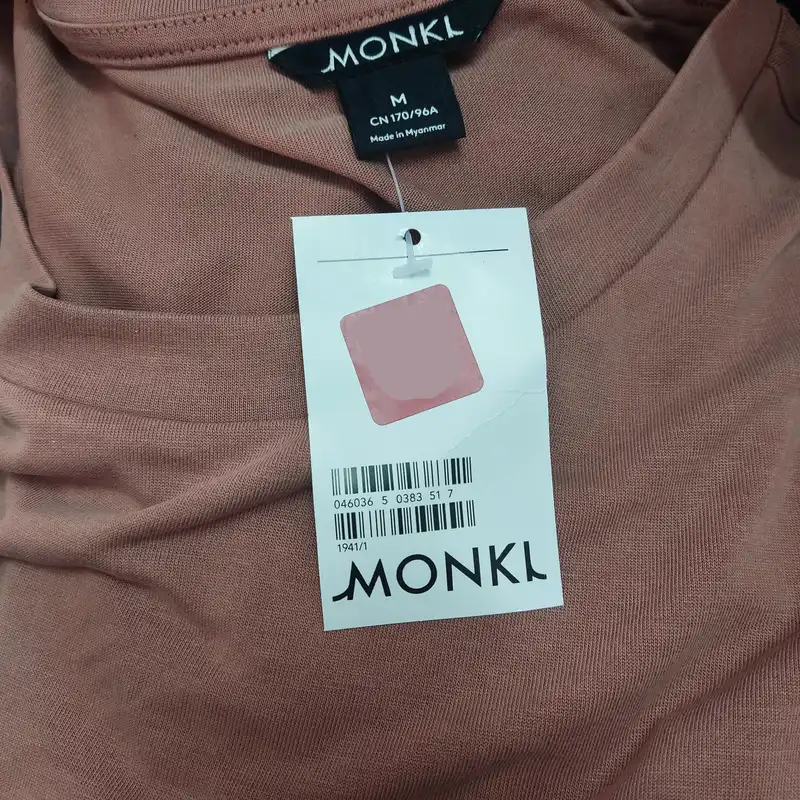 MONKI
M
CN 170/96A
Made in Myanmar
046036 5 0383 51 7
1941/1
MONKI